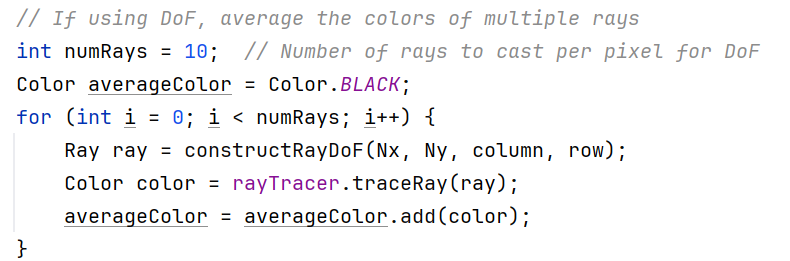 // If using DoF, average the colors of multiple rays
int numRays = 10;  // Number of rays to cast per pixel for DoF
Color averageColor = Color.BLACK;
for (int i = 0; i < numRays; i++) {
    Ray ray = constructRayDoF(Nx, Ny, column, row);
    Color color = rayTracer.traceRay(ray);
    averageColor = averageColor.add(color);
}